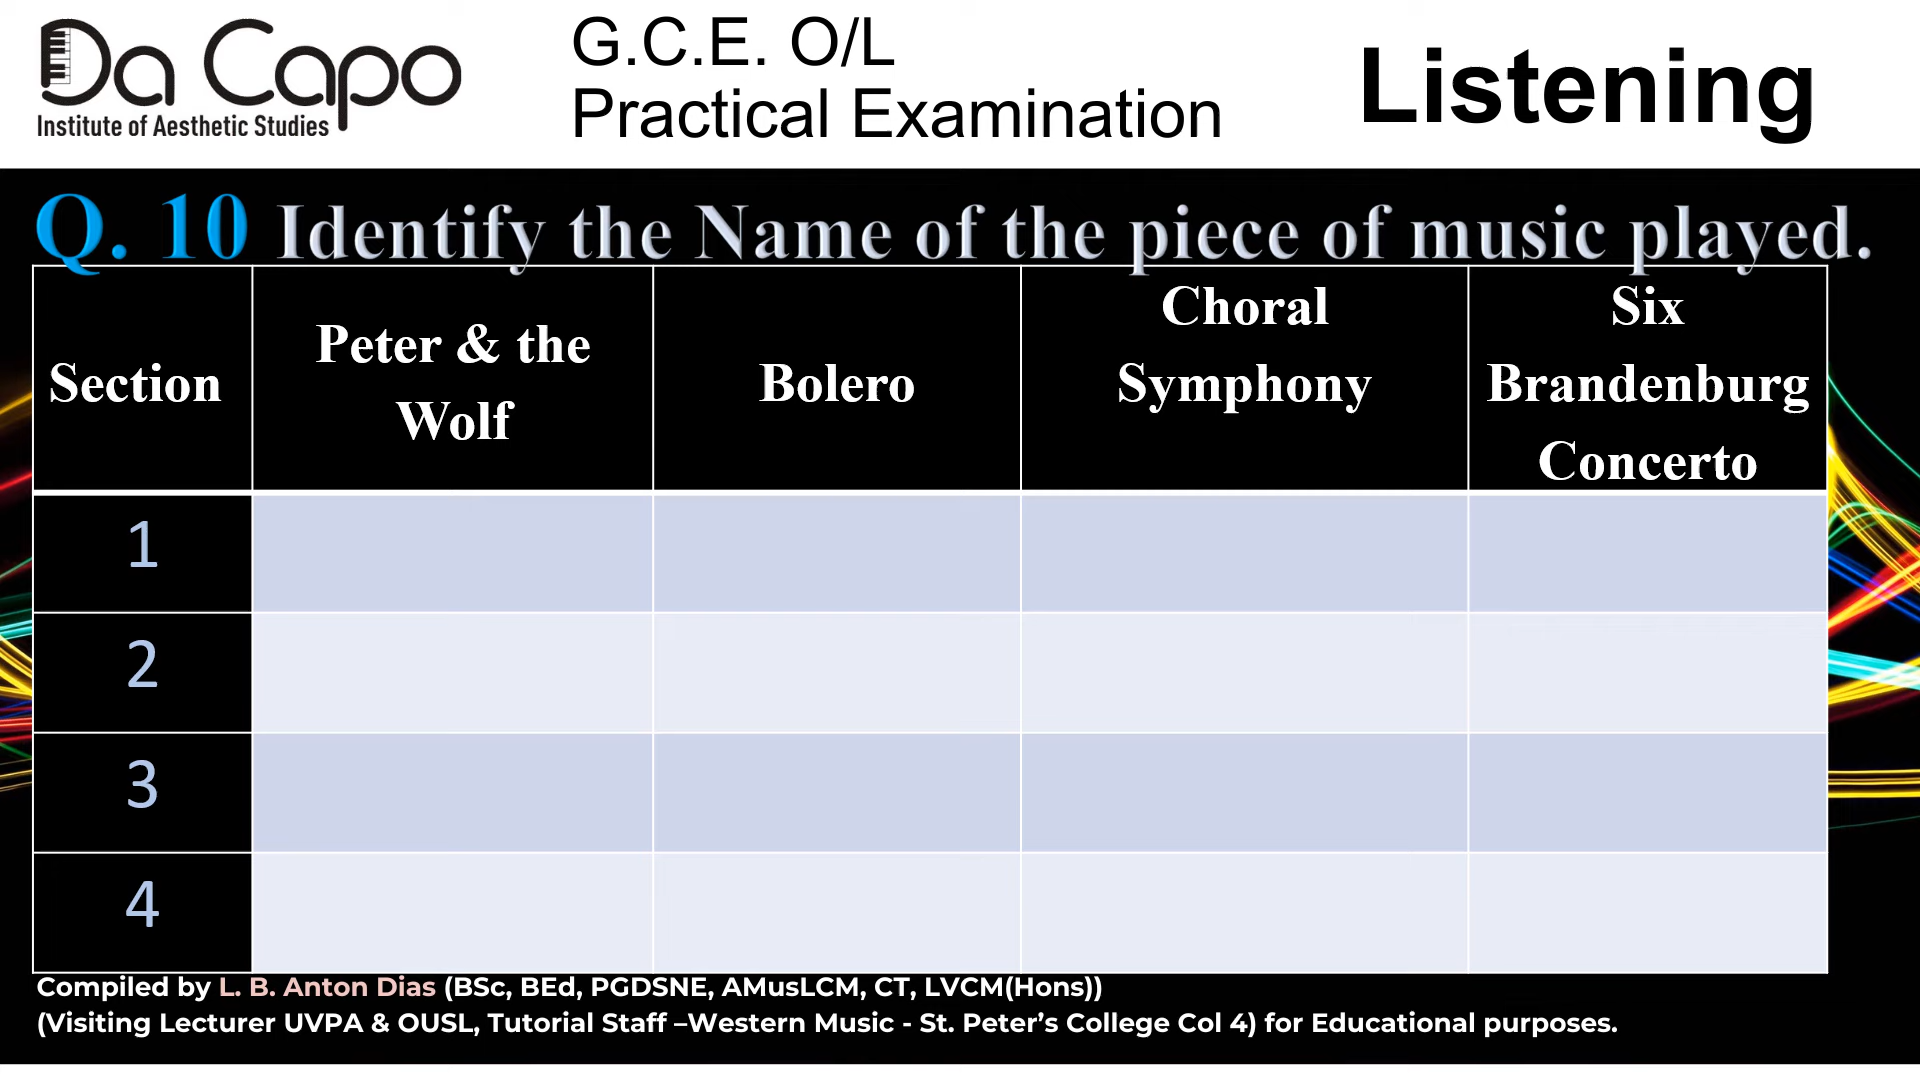 Da Capo
Institute of Aesthetic Studies
G.C.E. O/L
Practical Examination
Listening
Q. 10 Identify the Name of the piece of music played.
Section
Peter & the
Wolf
Bolero
Choral
Symphony
Six
Brandenburg
Concerto
1
2
3
4
Compiled by L. B. Anton Dias (BSc, BEd, PGDSNE, AMusLCM, CT, LVCM(Hons))
(Visiting Lecturer UVPA & OUSL, Tutorial Staff –Western Music - St. Peter’s College Col 4) for Educational purposes.